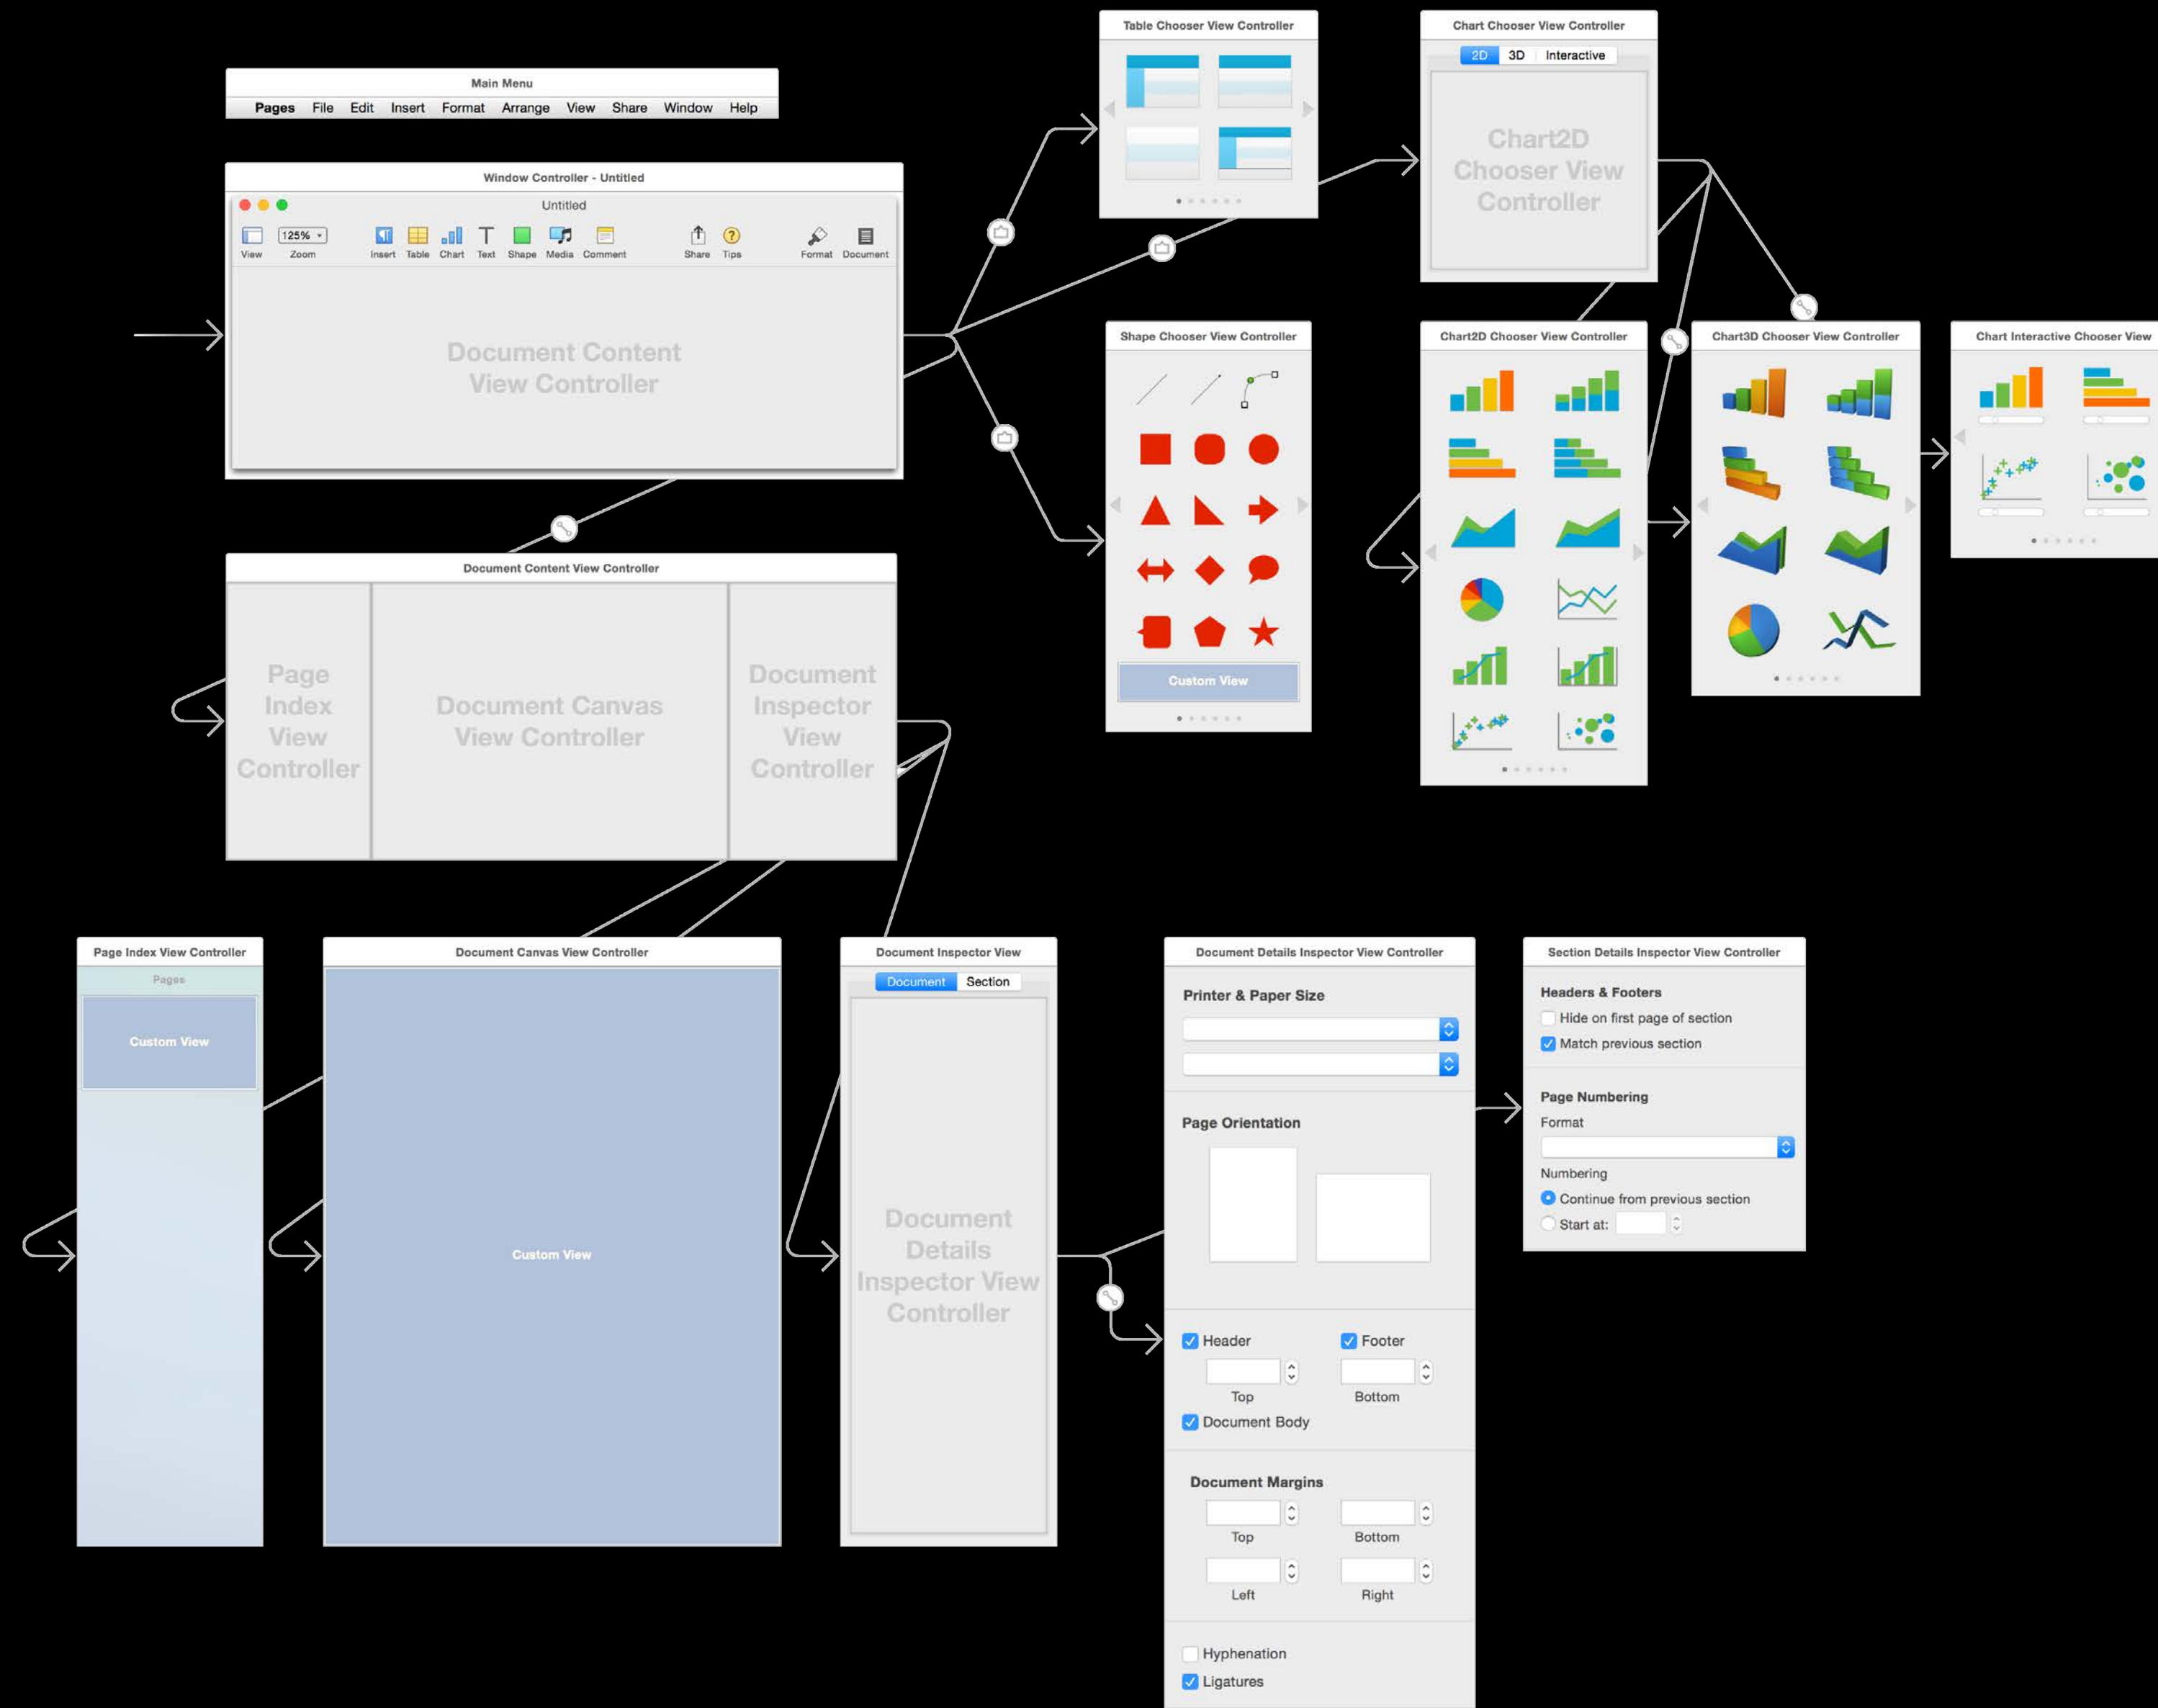 Main Menu
Pages File Edit Insert Format Arrange View Share Window Help
Window Controller - Untitled
Untitled
125%
View Zoom Insert Table Chart Text Shape Media Comment Share Tips Format Document
Document Content
View Controller
Table Chooser View Controller
Chart Chooser View Controller
2D 3D Interactive
Chart2D
Chooser View
Controller
Shape Chooser View Controller
Custom View
Chart2D Chooser View Controller
Chart3D Chooser View Controller
Chart Interactive Chooser View
Document Content View Controller
Page
Index
View
Controller
Document Canvas
View Controller
Document
Inspector
View
Controller
Page Index View Controller
Pages
Custom View
Document Canvas View Controller
Custom View
Document Inspector View
Document Section
Document
Details
Inspector View
Controller
Document Details Inspector View Controller
Printer & Paper Size
Page Orientation
Header Footer
Top Bottom
Document Body
Document Margins
Top Bottom
Left Right
Hyphenation
Ligatures
Section Details Inspector View Controller
Headers & Footers
Hide on first page of section
Match previous section
Page Numbering
Format
Numbering
Continue from previous section
Start at: